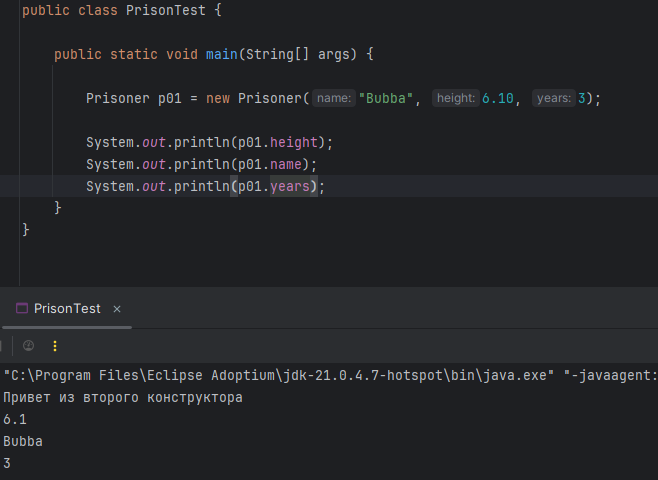 public class PrisonTest {
public static void main(String[] args) {
Prisoner p01 = new Prisoner( name: "Bubba", height: 6.10, years: 3);
System.out.println(p01.height);
System.out.println(p01.name);
System.out.println(p01.years);
}
}
PrisonTest ×
"C:\Program Files\Eclipse Adoptium\jdk-21.0.4.7-hotspot\bin\java.exe" "-javaagent:
Привет из второго конструктора
6.1
Bubba
3